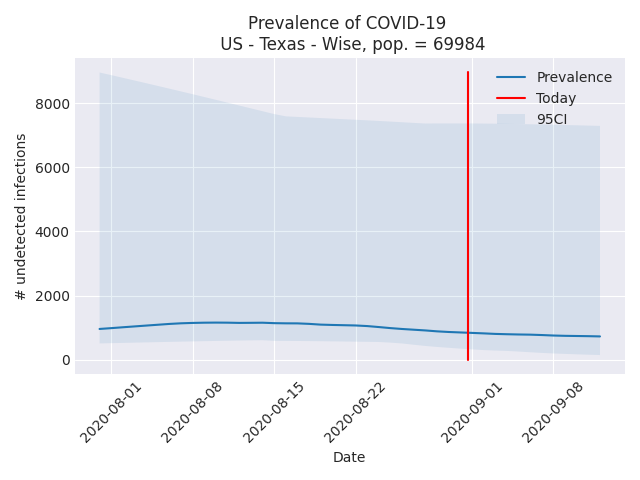 Prevalence of COVID-19
US - Texas - Wise, pop. = 69984
Prevalence
Today
95CI
8000
6000
4000
2000
0
# undetected infections
2020-08-01
2020-08-08
2020-08-15
2020-08-22
2020-09-01
2020-09-08
Date